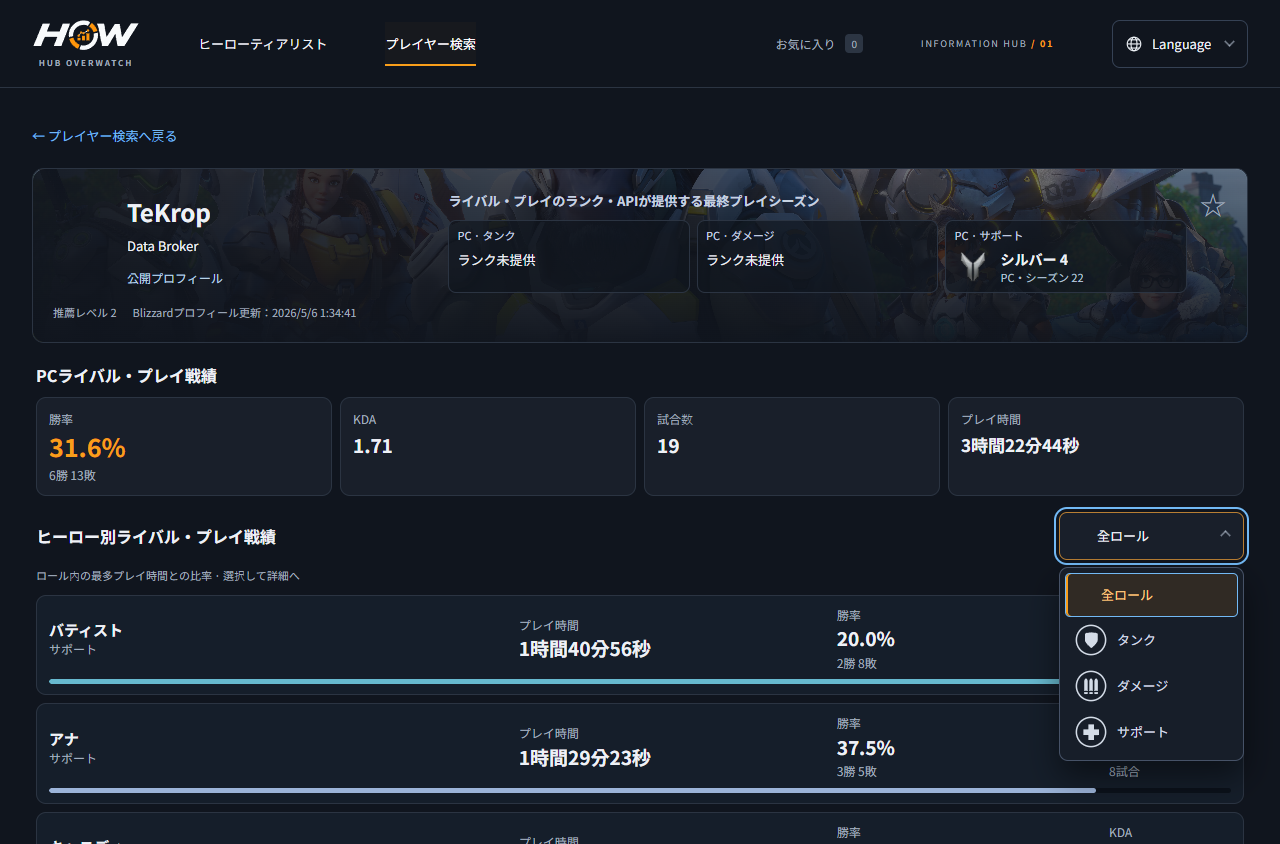 HOW
HUB OVERWATCH
ヒーローティアリスト
プレイヤー検索
お気に入り 0
INFORMATION HUB / 01
Language
← プレイヤー検索へ戻る
TeKrop
Data Broker
公開プロフィール
推薦レベル 2 Blizzardプロフィール更新：2026/5/6 1:34:41
ライバル・プレイのランク・APIが提供する最終プレイシーズン
PC · タンク
ランク未提供
PC · ダメージ
ランク未提供
PC · サポート
シルバー 4
PC · シーズン 22
PCライバル・プレイ戦績
勝率
31.6%
6勝 13敗
KDA
1.71
試合数
19
プレイ時間
3時間22分44秒
ヒーロー別ライバル・プレイ戦績
全ロール
ロール内の最多プレイ時間との比率 · 選択して詳細へ
全ロール
タンク
ダメージ
サポート
バティスト
サポート
プレイ時間
1時間40分56秒
勝率
20.0%
2勝 8敗
アナ
サポート
プレイ時間
1時間29分23秒
勝率
37.5%
3勝 5敗
8試合
プレイ時間
勝率
KDA